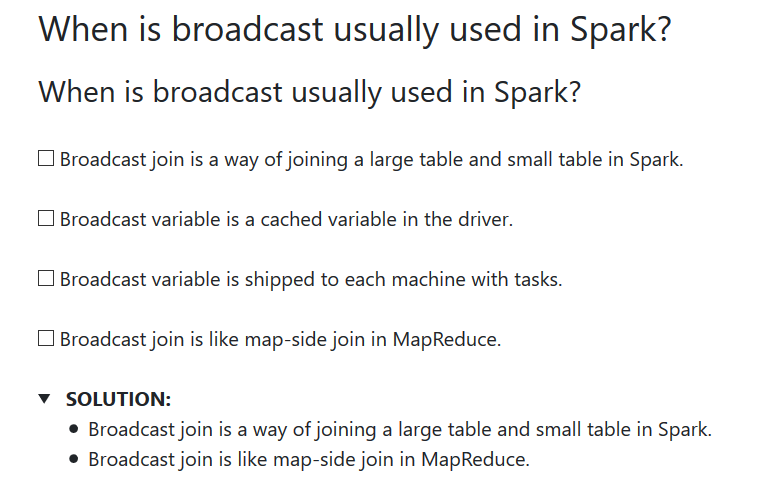 When is broadcast usually used in Spark?
When is broadcast usually used in Spark?
Broadcast join is a way of joining a large table and small table in Spark.
Broadcast variable is a cached variable in the driver.
Broadcast variable is shipped to each machine with tasks.
Broadcast join is like map-side join in MapReduce.
SOLUTION:
Broadcast join is a way of joining a large table and small table in Spark.
Broadcast join is like map-side join in MapReduce.